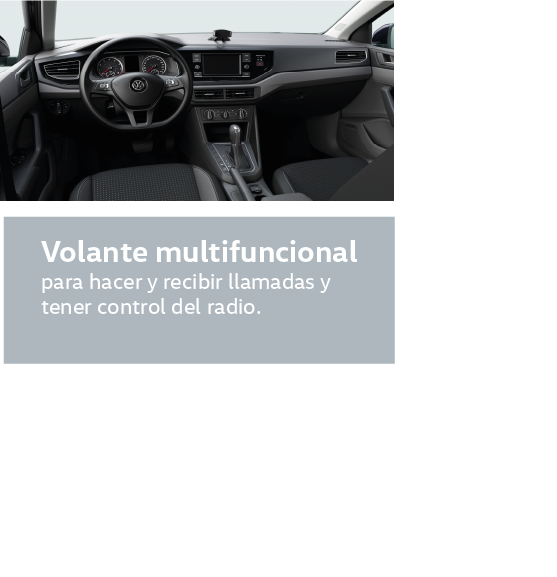 Volante multifuncional
para hacer y recibir llamadas y
tener control del radio.